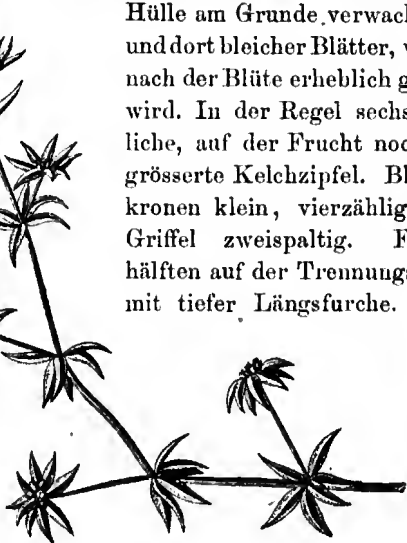 Hülle am Grunde verwac
und dort bleicher Blätter,
nach der Blüte erheblich g
wird. In der Regel sechs
liche, auf der Frucht noc
grösserte Kelchzipfel. Bl
kronen klein, vierzählig
Griffel zweispaltig. F
hälften auf der Trennungs
mit tiefer Längsfurche.